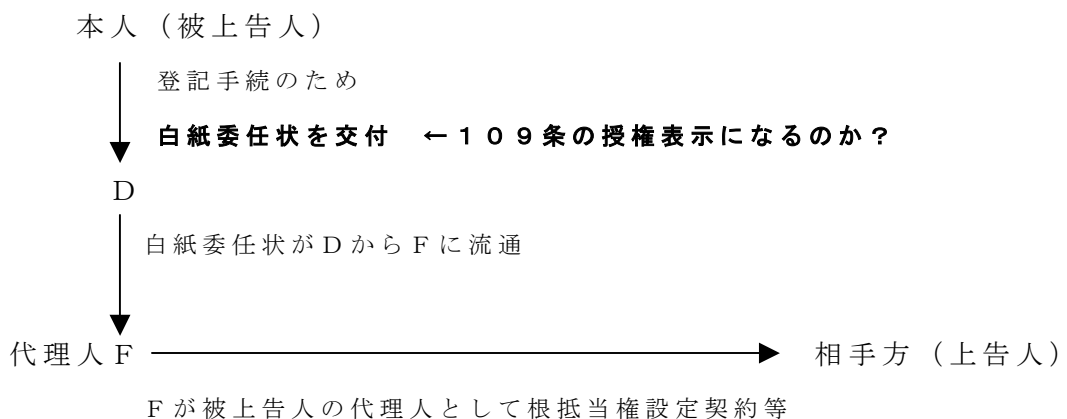 本人（被上告人）
登記手続のため
白紙委任状を交付　←１０９条の授権表示になるのか？
Ｄ
白紙委任状がＤからＦに流通
代理人Ｆ　相手方（上告人）
Ｆが被上告人の代理人として根抵当権設定契約等